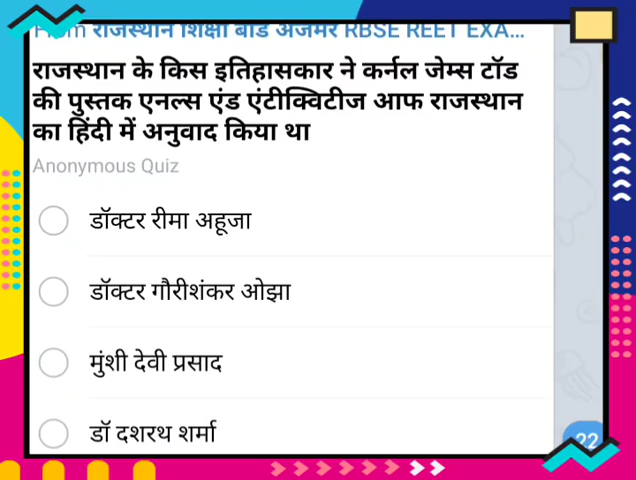 From राजस्थान शिक्षा बोर्ड अजमेर RBSE REET EXA...
राजस्थान के किस इतिहासकार ने कर्नल जेम्स टॉड
की पुस्तक एनल्स एंड एंटीक्विटीज आफ राजस्थान
का हिंदी में अनुवाद किया था
Anonymous Quiz
डॉक्टर रीमा अहूजा
डॉक्टर गौरीशंकर ओझा
मुंशी देवी प्रसाद
डॉ दशरथ शर्मा
22